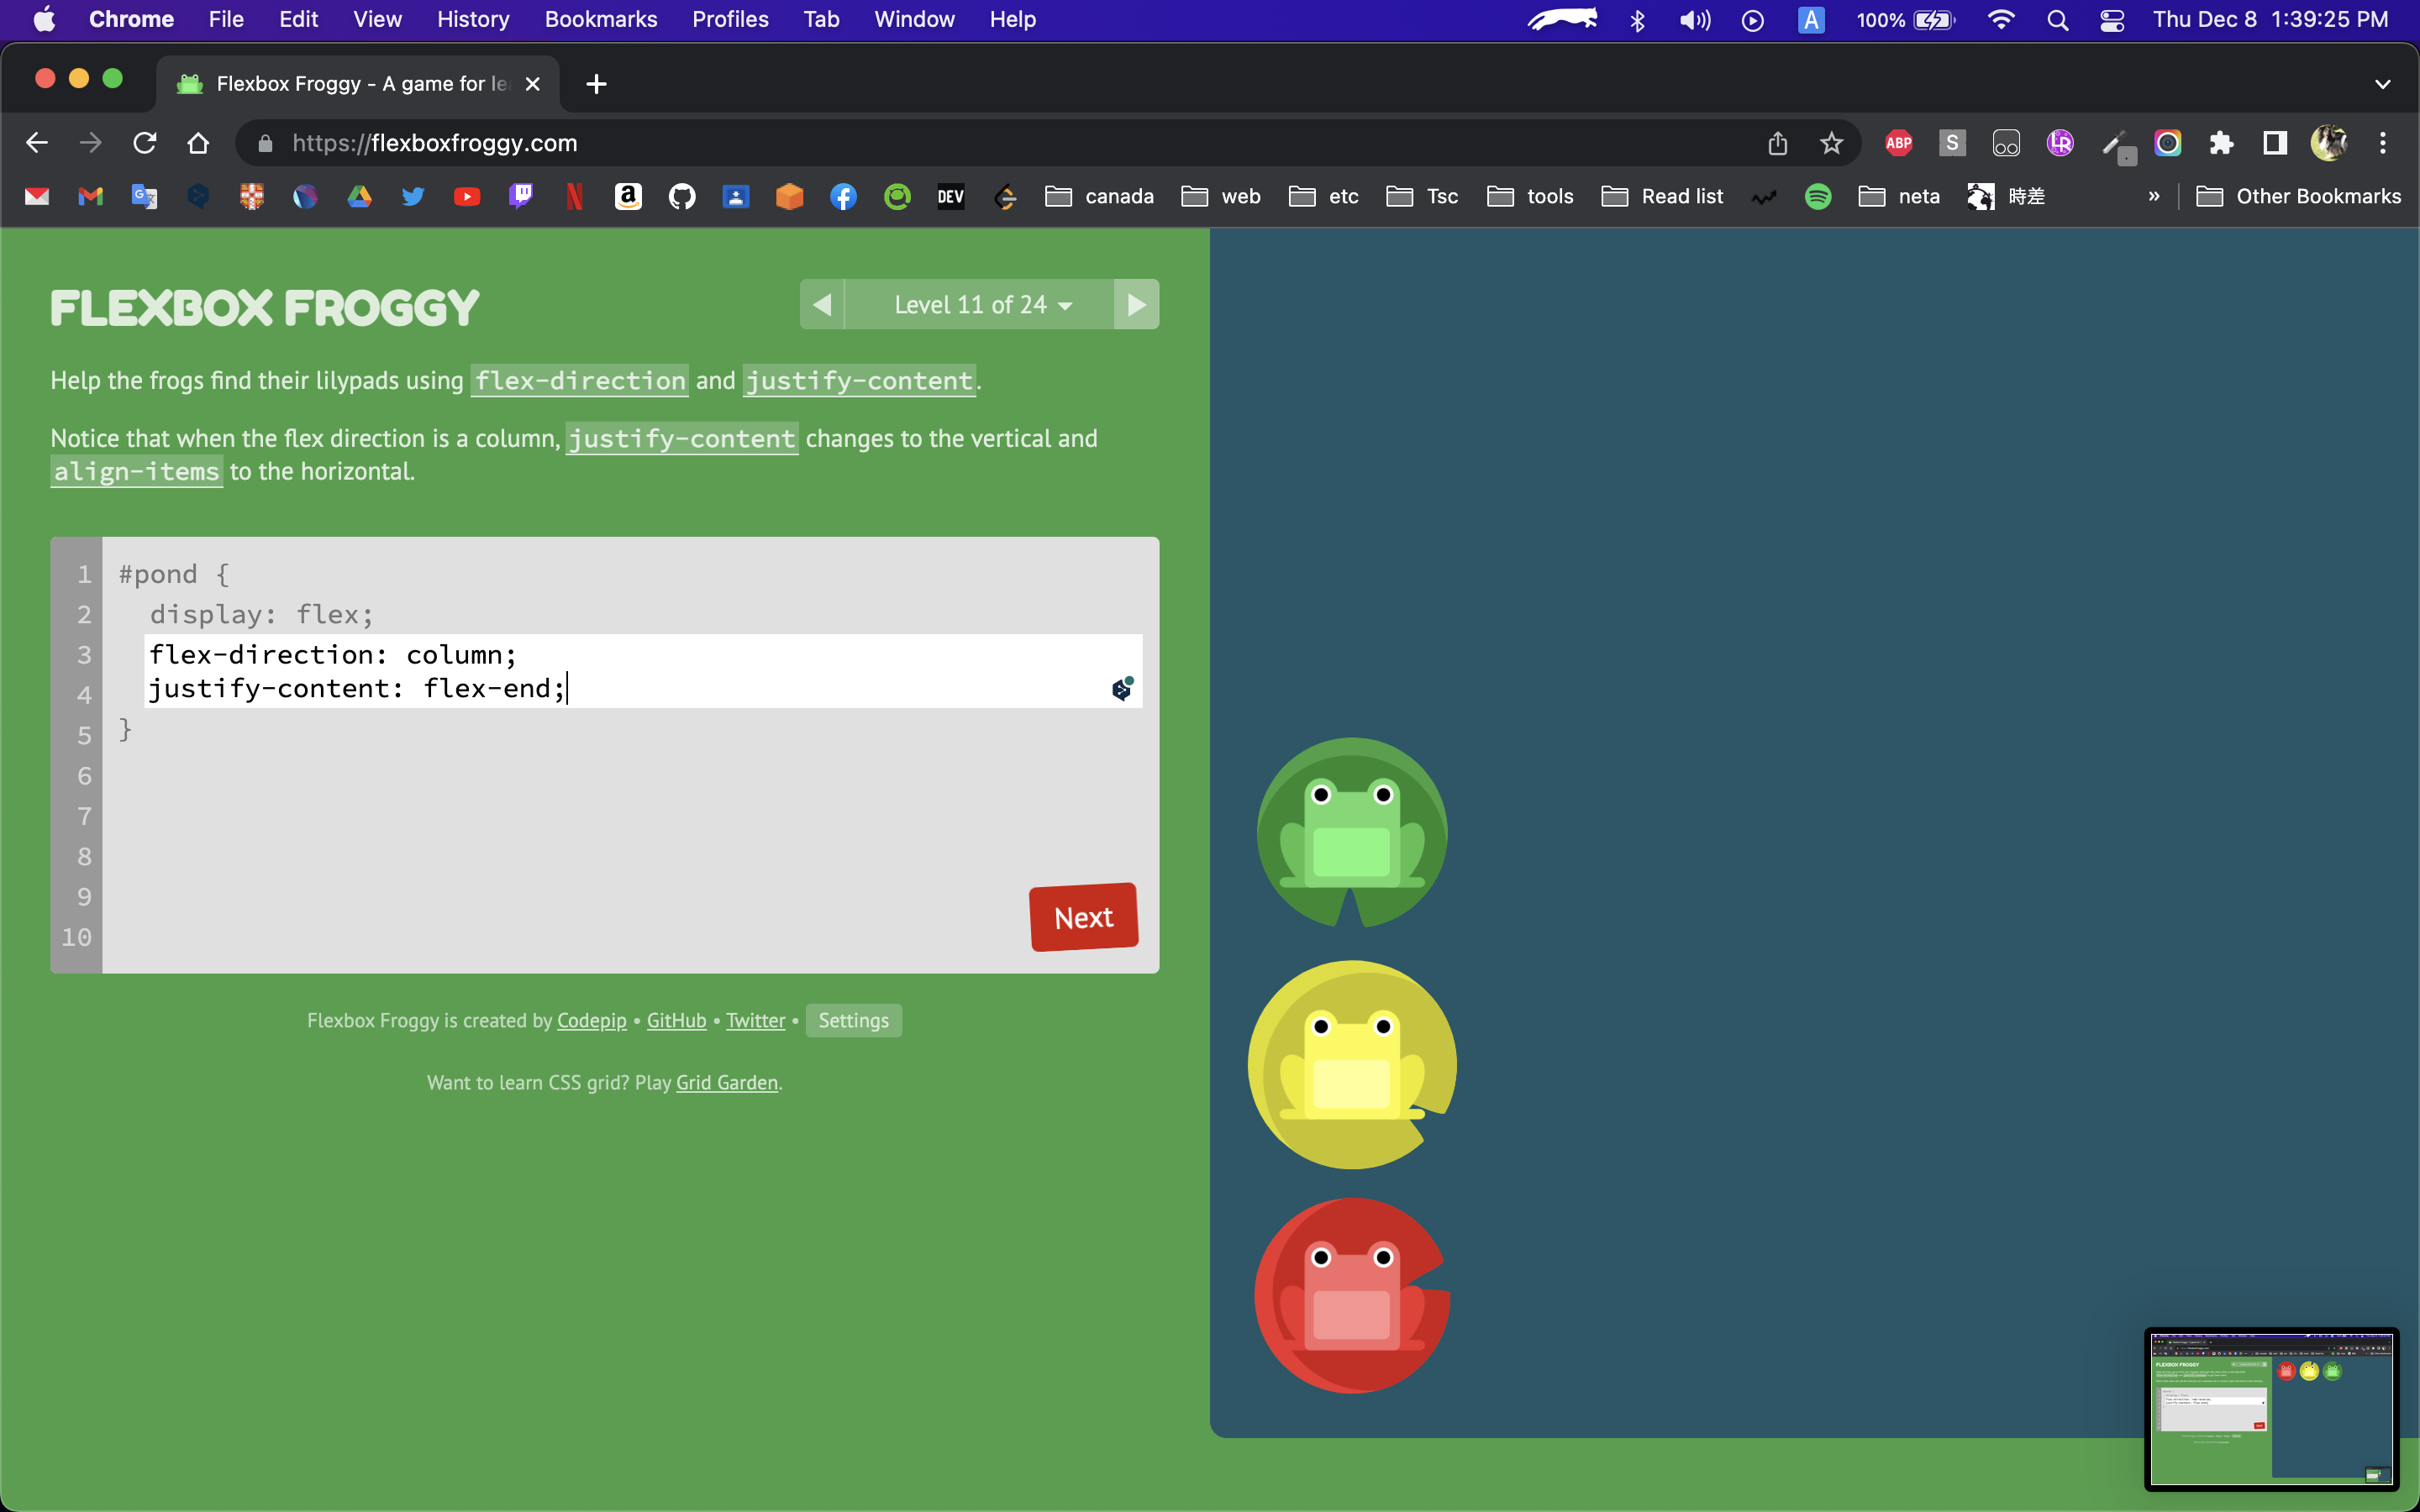 Chrome File Edit View History Bookmarks Profiles Tab Window Help A 100% Thu Dec 8 1:39:25 PM
Flexbox Froggy - A game for le
https://flexboxfroggy.com ABP S LR
DEV canada web etc Tsc tools Read list neta 時差 » Other Bookmarks
FLEXBOX FROGGY
Level 11 of 24
Help the frogs find their lilypads using flex-direction and justify-content.
Notice that when the flex direction is a column, justify-content changes to the vertical and
align-items to the horizontal.
1 #pond {
2 display: flex;
3 flex-direction: column;
4 justify-content: flex-end;
5 }
6
7
8
9
10
Next
Flexbox Froggy is created by Codepip • GitHub • Twitter • Settings
Want to learn CSS grid? Play Grid Garden.
FLEXBOX FROGGY